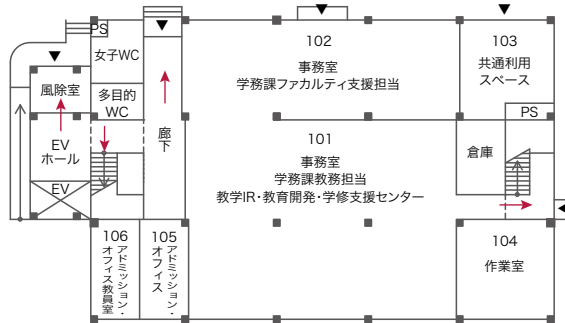 PS
女子WC
風除室
多目的
WC
EV
ホール
EV
廊下
102
事務室
学務課ファカルティ支援担当
103
共通利用
スペース
PS
101
事務室
学務課教務担当
教学IR・教育開発・学修支援センター
倉庫
106
アドミッション・
オフィス教員室
105
アドミッション・
オフィス
104
作業室